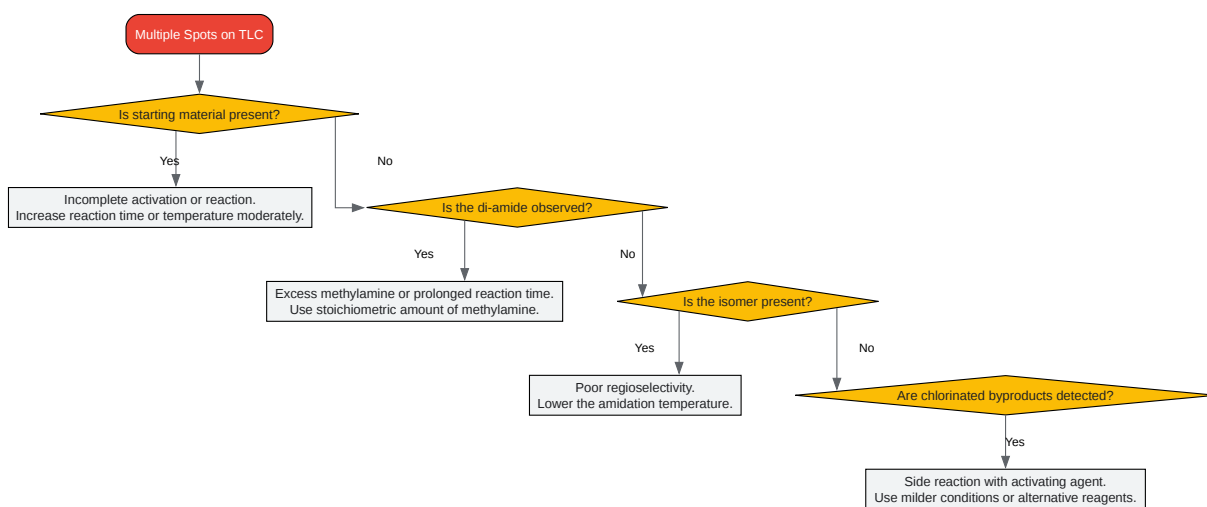 Multiple Spots on TLC
Is starting material present?
Yes
No
Incomplete activation or reaction.
Increase reaction time or temperature moderately.
Is the di-amide observed?
Yes
No
Excess methylamine or prolonged reaction time.
Use stoichiometric amount of methylamine.
Is the isomer present?
Yes
No
Poor regioselectivity.
Lower the amidation temperature.
Are chlorinated byproducts detected?
Yes
Side reaction with activating agent.
Use milder conditions or alternative reagents.